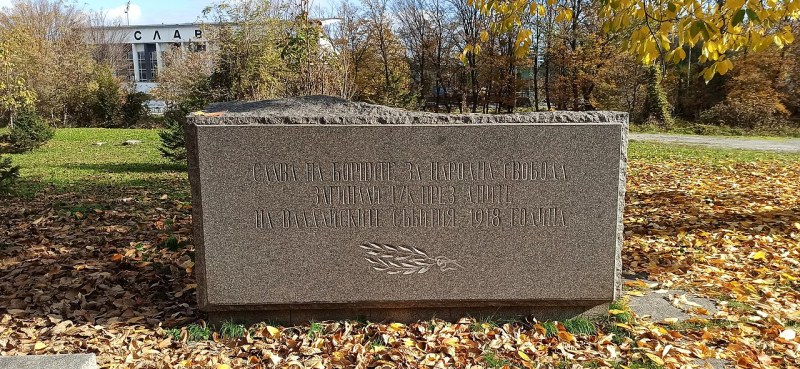 СЛАВ
СЛАВА НА БОРЦИТЕ ЗА НАРОДНА СВОБОДА
ЗАГИНАЛИ ТУК ПРЕЗ ДНИТЕ
НА ВЛАДАЙСКИТЕ СЪБИТИЯ -1918 ГОДИНА